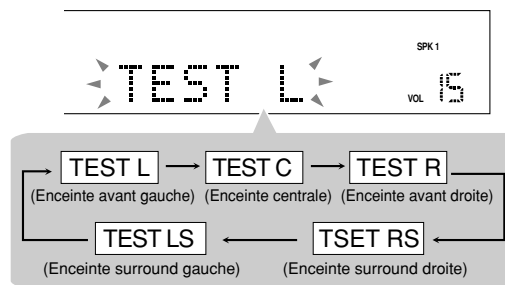 SPK 1
TEST L
VOL 15
TEST L TEST C TEST R
(Enceinte avant gauche) (Enceinte centrale) (Enceinte avant droite)
TEST LS TSET RS
(Enceinte surround gauche) (Enceinte surround droite)